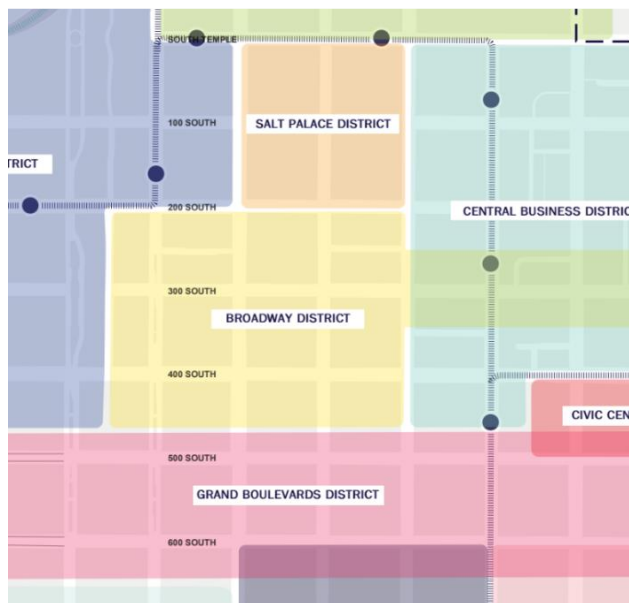 SOUTH TEMPLE
100 SOUTH
SALT PALACE DISTRICT
TRICT
200 SOUTH
CENTRAL BUSINESS DISTRIC
300 SOUTH
BROADWAY DISTRICT
400 SOUTH
CIVIC CEN
500 SOUTH
GRAND BOULEVARDS DISTRICT
600 SOUTH